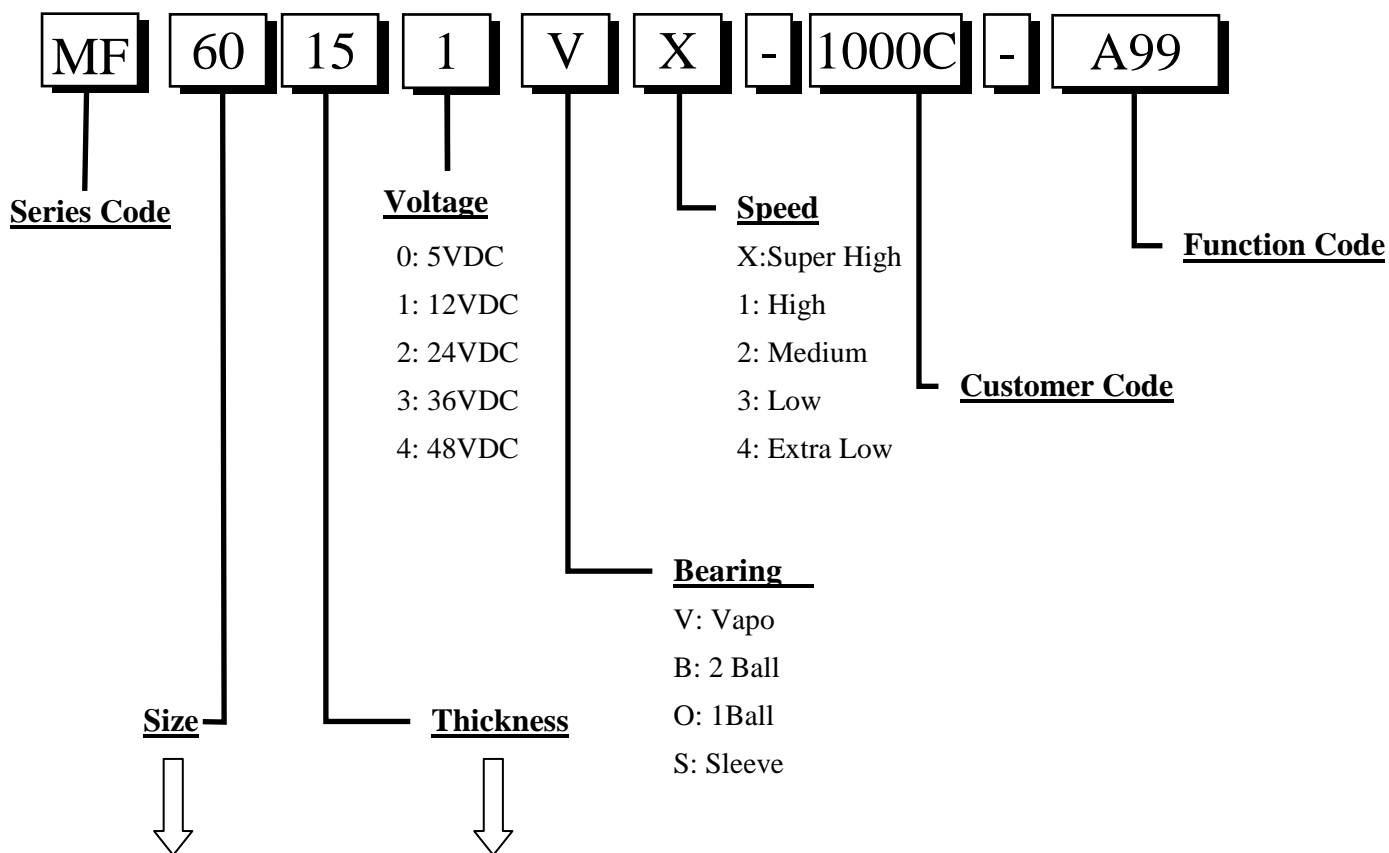 MF 60 15 1 V X - 1000C - A99
Series Code
Voltage
0: 5VDC
1: 12VDC
2: 24VDC
3: 36VDC
4: 48VDC
Speed
X:Super High
1: High
2: Medium
3: Low
4: Extra Low
Function Code
Customer Code
Bearing
V: Vapo
B: 2 Ball
O: 1Ball
S: Sleeve
Size
Thickness